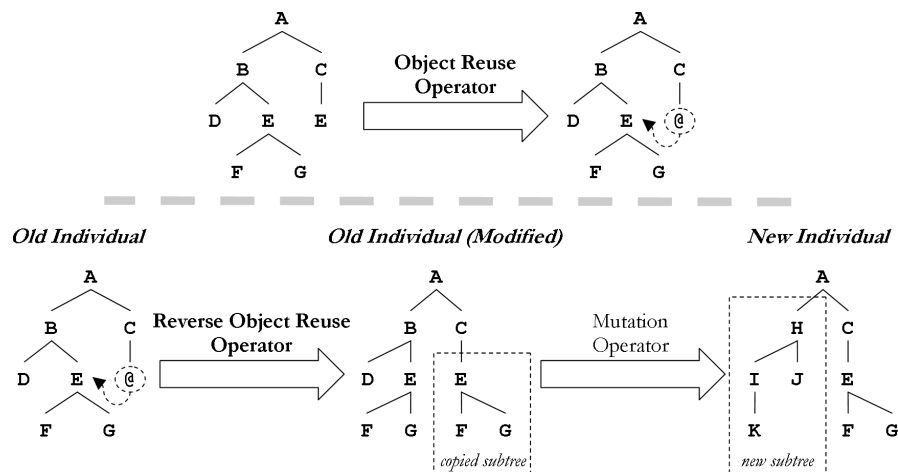 A A
B C Object Reuse B C
Operator
D E E D E @
F G F G
Old Individual Old Individual (Modified) New Individual
A A A
B C Reverse Object Reuse B C Mutation H C
Operator Operator
D E @ D E E I J E
F G F G F G K F G
copied subtree new subtree